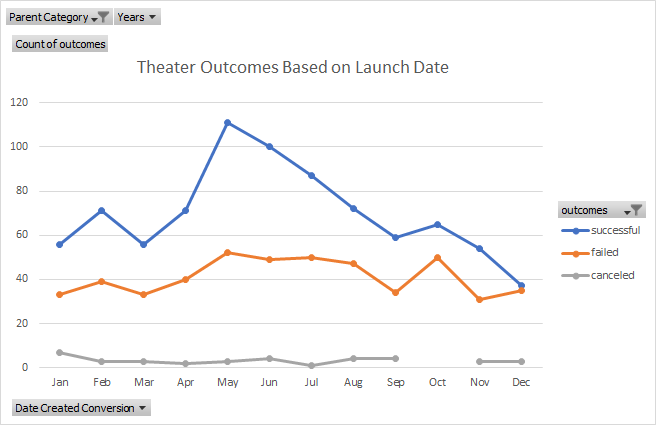 Parent Category Years
Count of outcomes
Theater Outcomes Based on Launch Date
120
100
80
60
40
20
0
Jan Feb Mar Apr May Jun Jul Aug Sep Oct Nov Dec
outcomes
successful
failed
canceled
Date Created Conversion